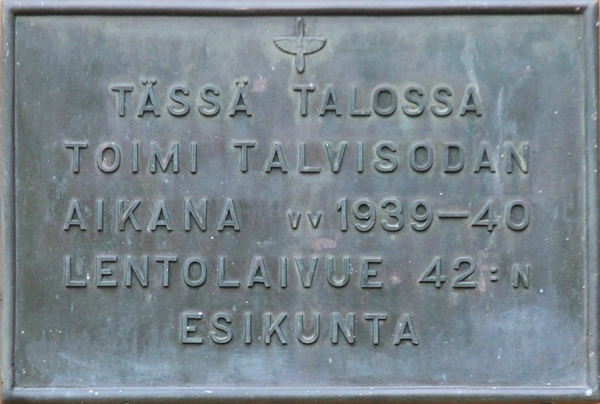 TÄSSÄ TALOSSA
TOIMI TALVISODAN
AIKANA vv 1939–40
LENTOLAIVUE 42:N
ESIKUNTA